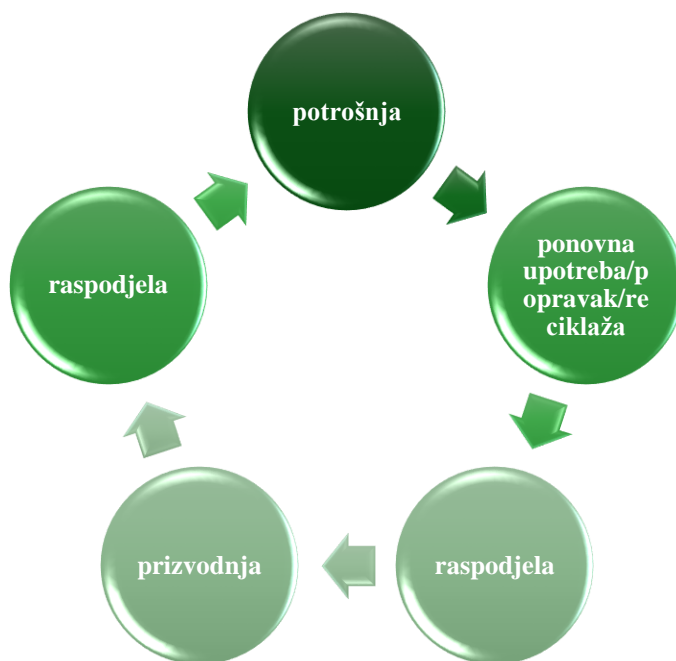 potrošnja
ponovna
upotreba/p
opravak/re
ciklaža
raspodjela
prizvodnja
raspodjela